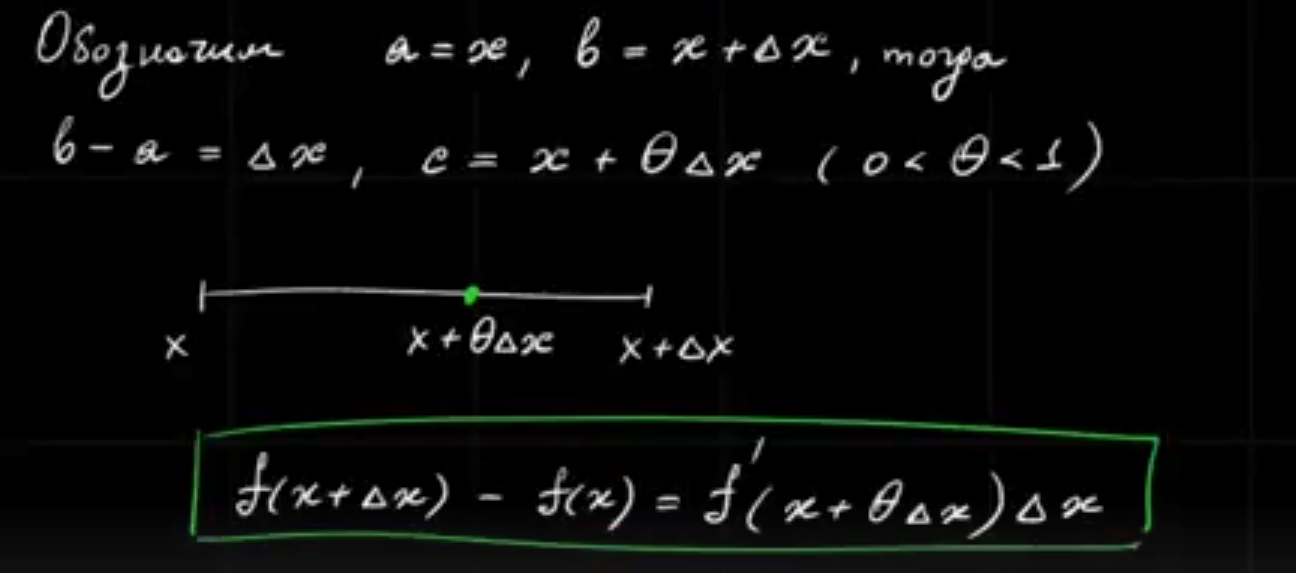 Обозначим a = x, b = x + Δx, тогда
b - a = Δx, c = x + θΔx (0 < θ < 1)
x x + θΔx x + Δx
f(x + Δx) - f(x) = f'(x + θΔx)Δx